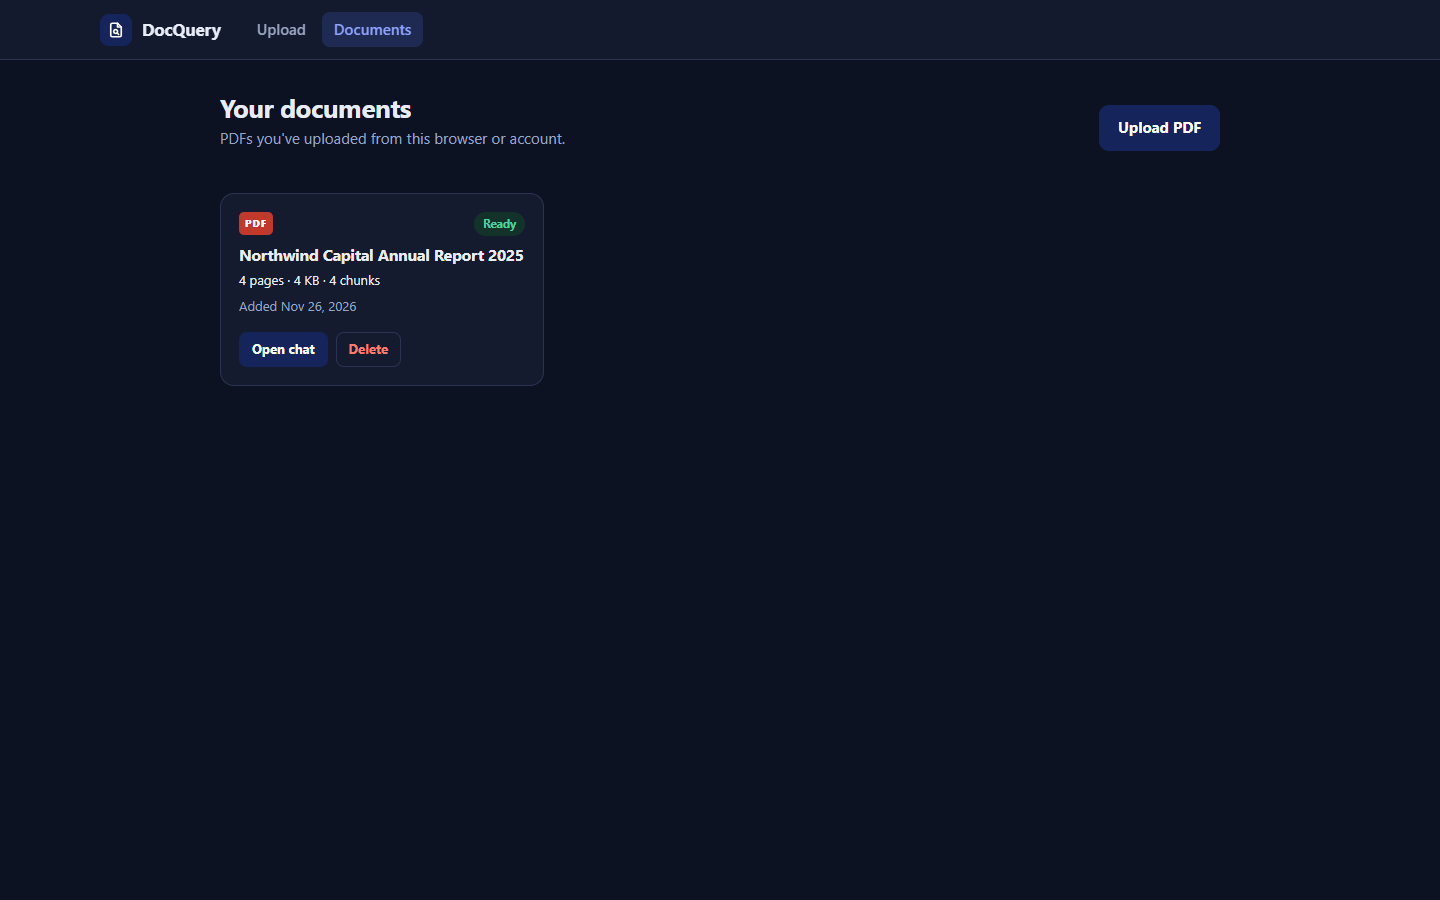 DocQuery Upload Documents
Your documents
PDFs you've uploaded from this browser or account.
Upload PDF
PDF Ready
Northwind Capital Annual Report 2025
4 pages · 4 KB · 4 chunks
Added Nov 26, 2026
Open chat Delete